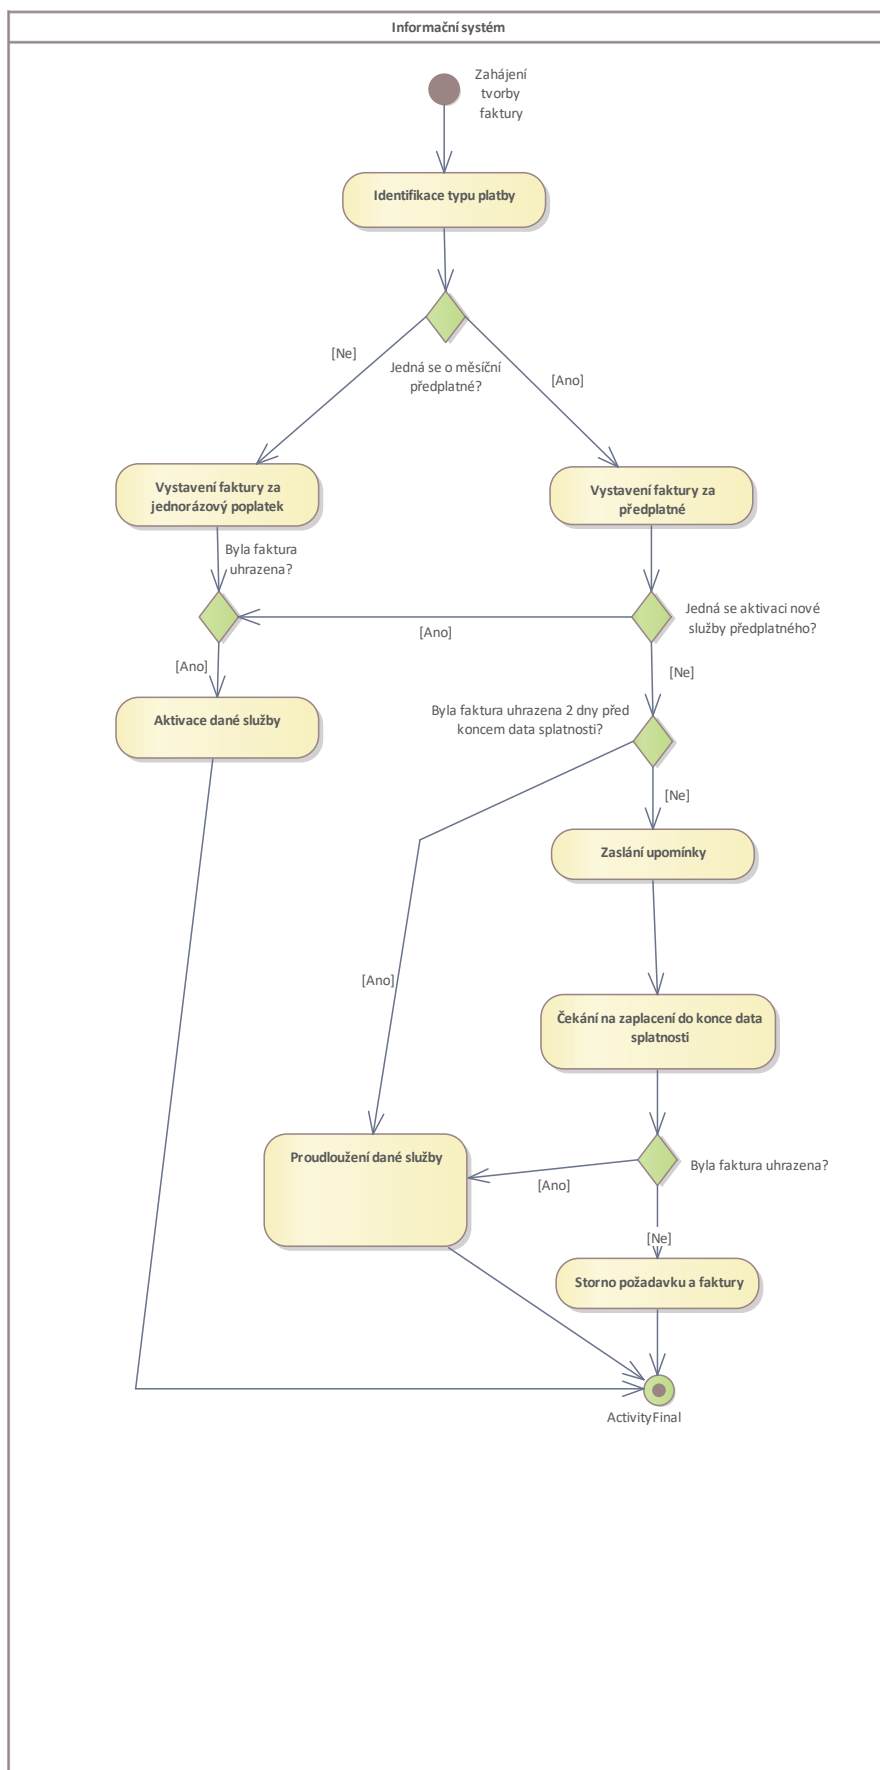 Informační systém
Zahájení
tvorby
faktury
Identifikace typu platby
[Ne]
Jedná se o měsíční
předplatné?
[Ano]
Vystavení faktury za
jednorázový poplatek
Vystavení faktury za
předplatné
Byla faktura
uhrazena?
Jedná se aktivaci nové
služby předplatného?
[Ano]
[Ano]
[Ne]
Aktivace dané služby
Byla faktura uhrazena 2 dny před
koncem data splatnosti?
[Ne]
Zaslání upomínky
[Ano]
Čekání na zaplacení do konce data
splatnosti
Proudloužení dané služby
Byla faktura uhrazena?
[Ano]
[Ne]
Storno požadavku a faktury
ActivityFinal